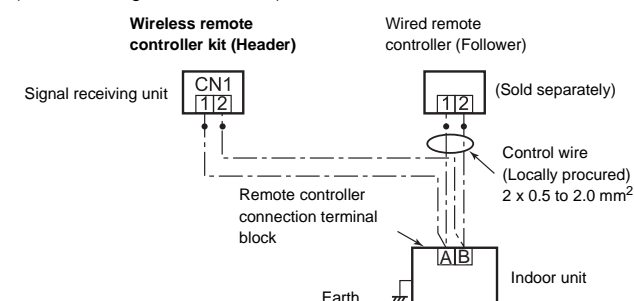 Wireless remote
controller kit (Header)
Wired remote
controller (Follower)
Signal receiving unit
CN1
1 2
1 2
(Sold separately)
Control wire
(Locally procured)
2 x 0.5 to 2.0 mm²
Remote controller
connection terminal
block
A B
Indoor unit
Earth